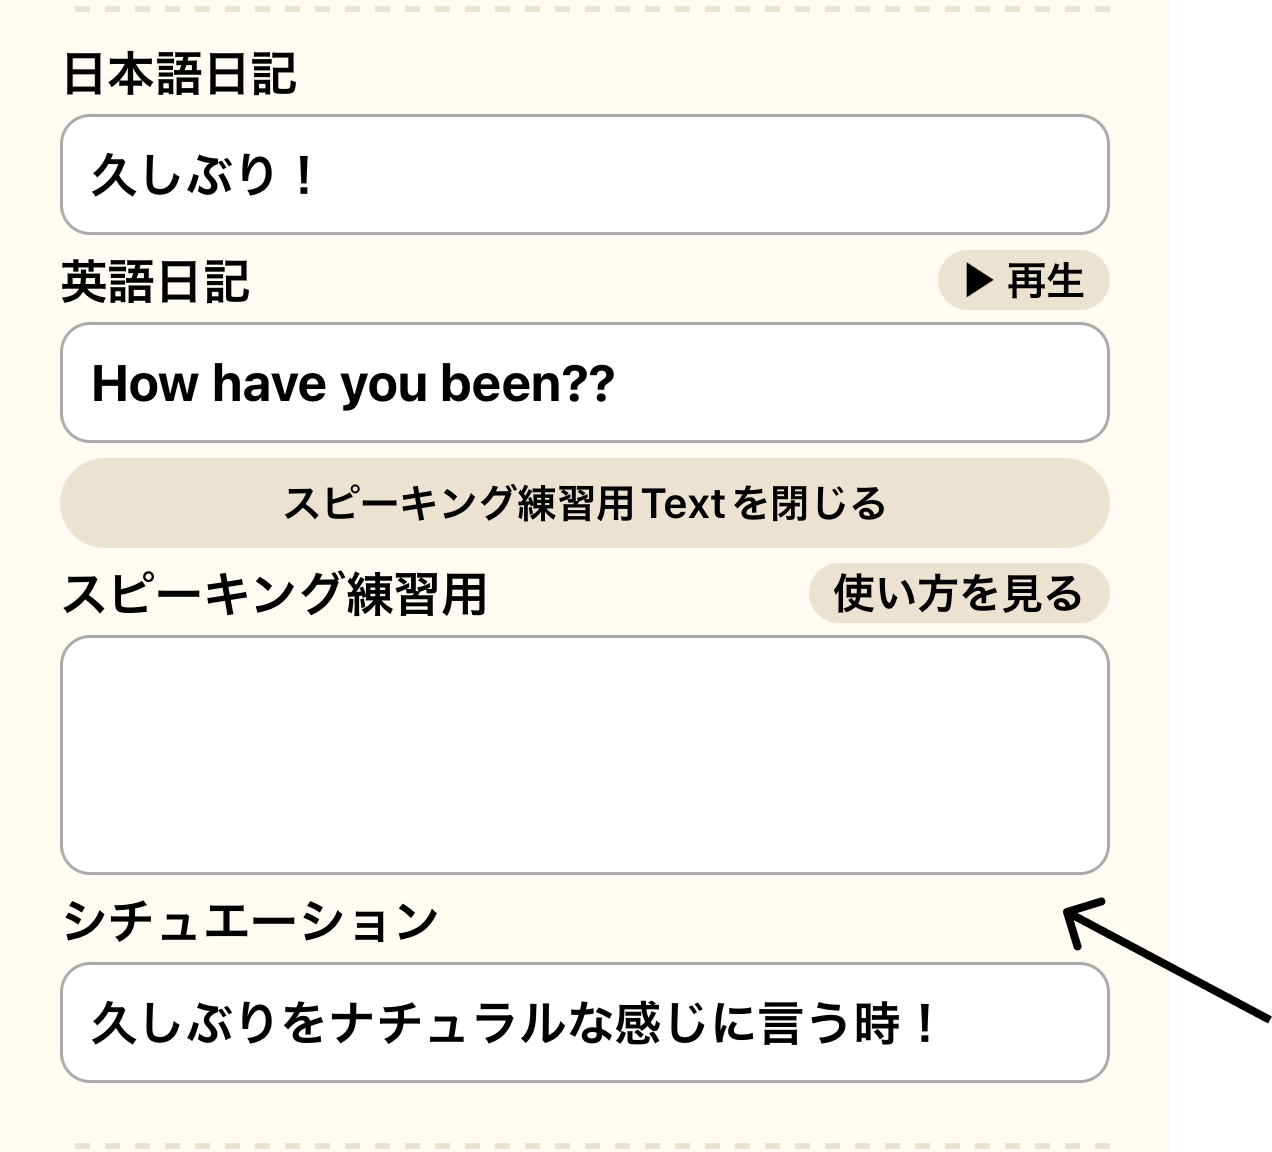 日本語日記
久しぶり！
英語日記
▶ 再生
How have you been??
スピーキング練習用Textを閉じる
スピーキング練習用
使い方を見る
シチュエーション
久しぶりをナチュラルな感じに言う時！